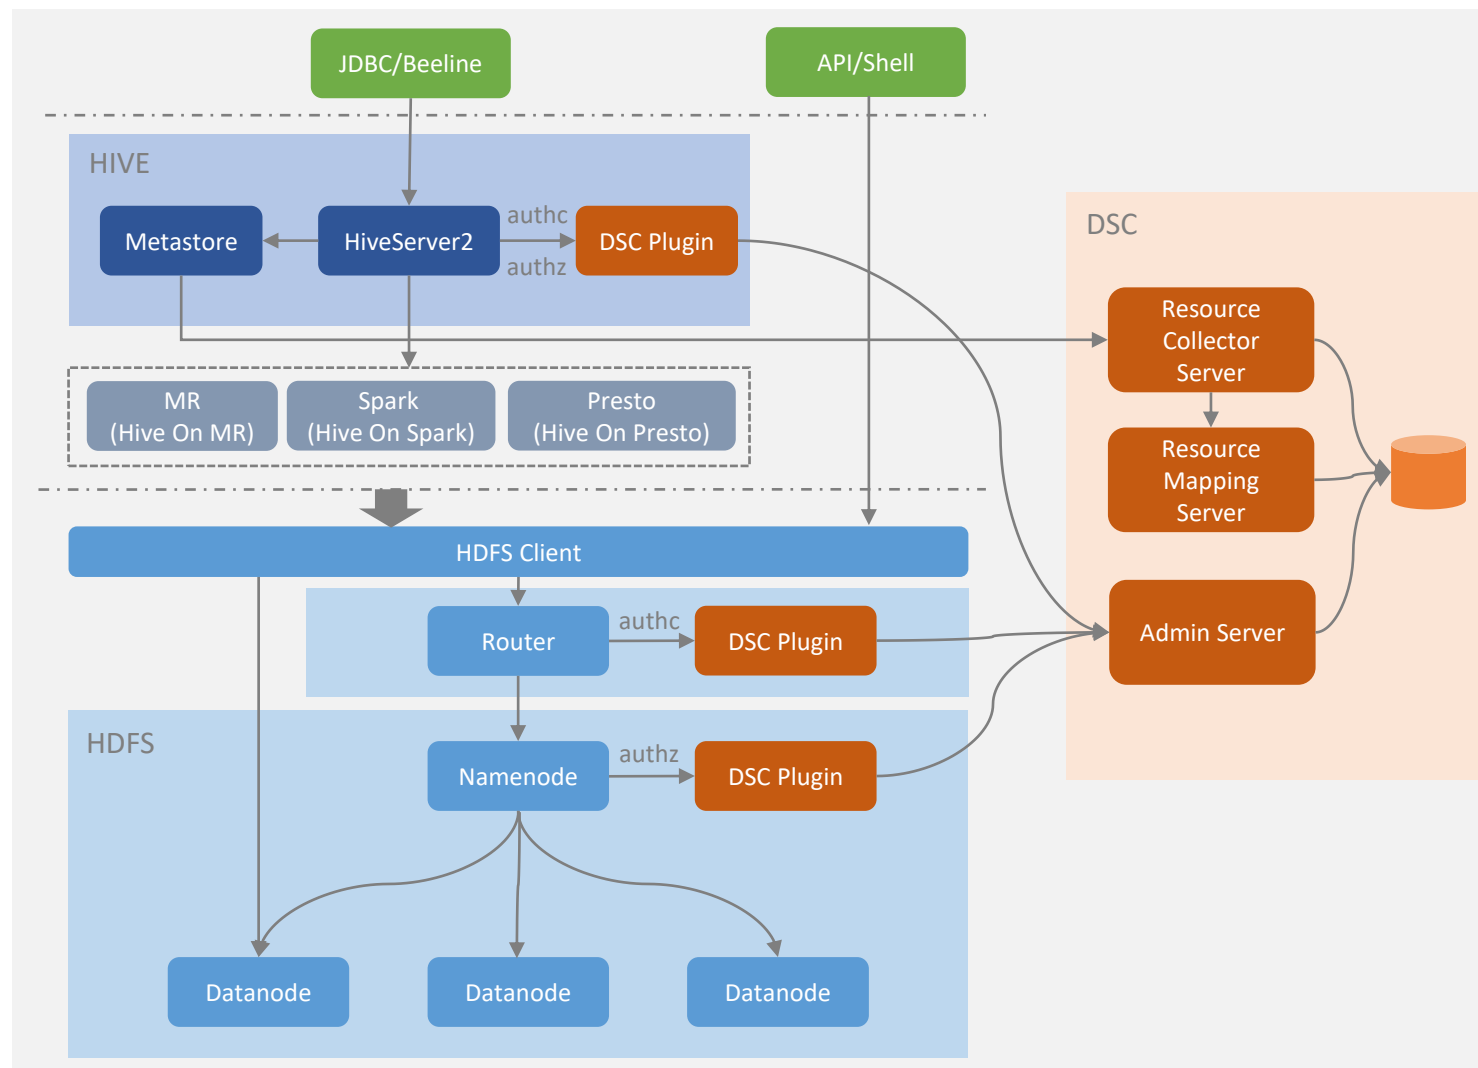 JDBC/Beeline
API/Shell
HIVE
Metastore
HiveServer2
authc
authz
DSC Plugin
MR
(Hive On MR)
Spark
(Hive On Spark)
Presto
(Hive On Presto)
DSC
Resource
Collector
Server
Resource
Mapping
Server
Admin Server
HDFS Client
Router
authc
DSC Plugin
HDFS
Namenode
authz
DSC Plugin
Datanode
Datanode
Datanode